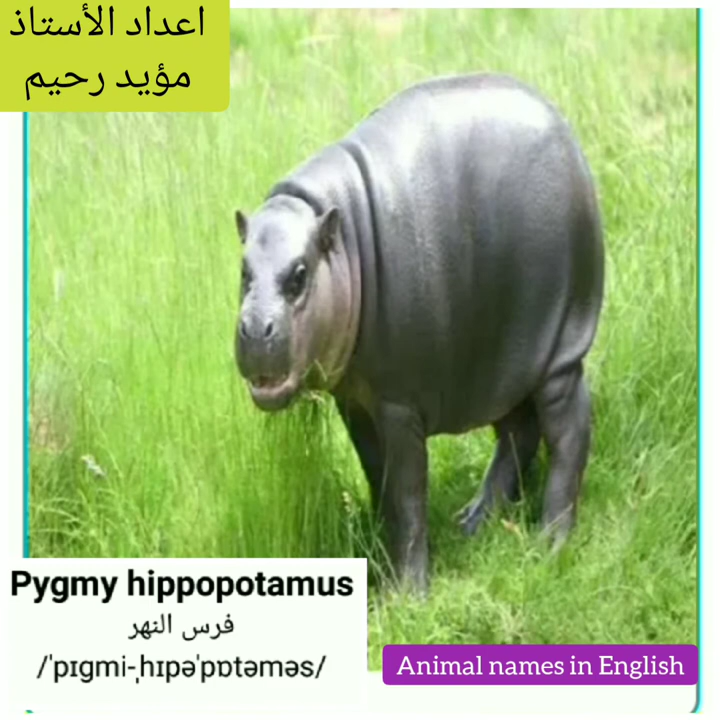 اعداد الأستاذ
مؤيد رحيم
Pygmy hippopotamus
فرس النهر
/ˈpɪgmi-ˌhɪpəˈpɒtəməs/
Animal names in English